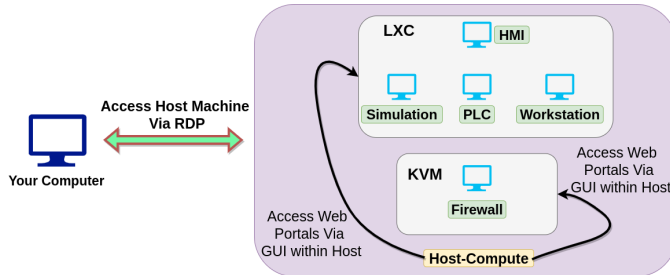 LXC
HMI
Simulation
PLC
Workstation
Access Host Machine
Via RDP
Your Computer
KVM
Firewall
Access Web
Portals Via
GUI within Host
Access Web
Portals Via
GUI within Host
Host-Compute